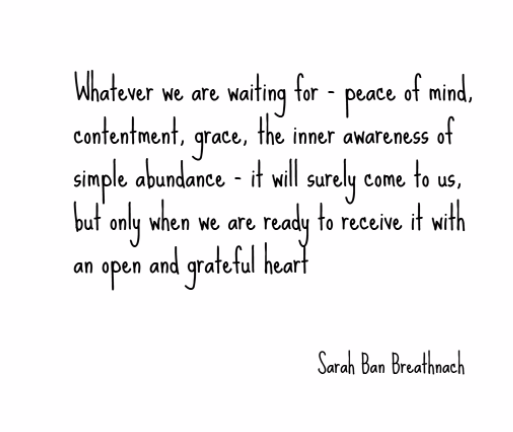 Whatever we are waiting for - peace of mind,
contentment, grace, the inner awareness of
simple abundance - it will surely come to us,
but only when we are ready to receive it with
an open and grateful heart
Sarah Ban Breathnach